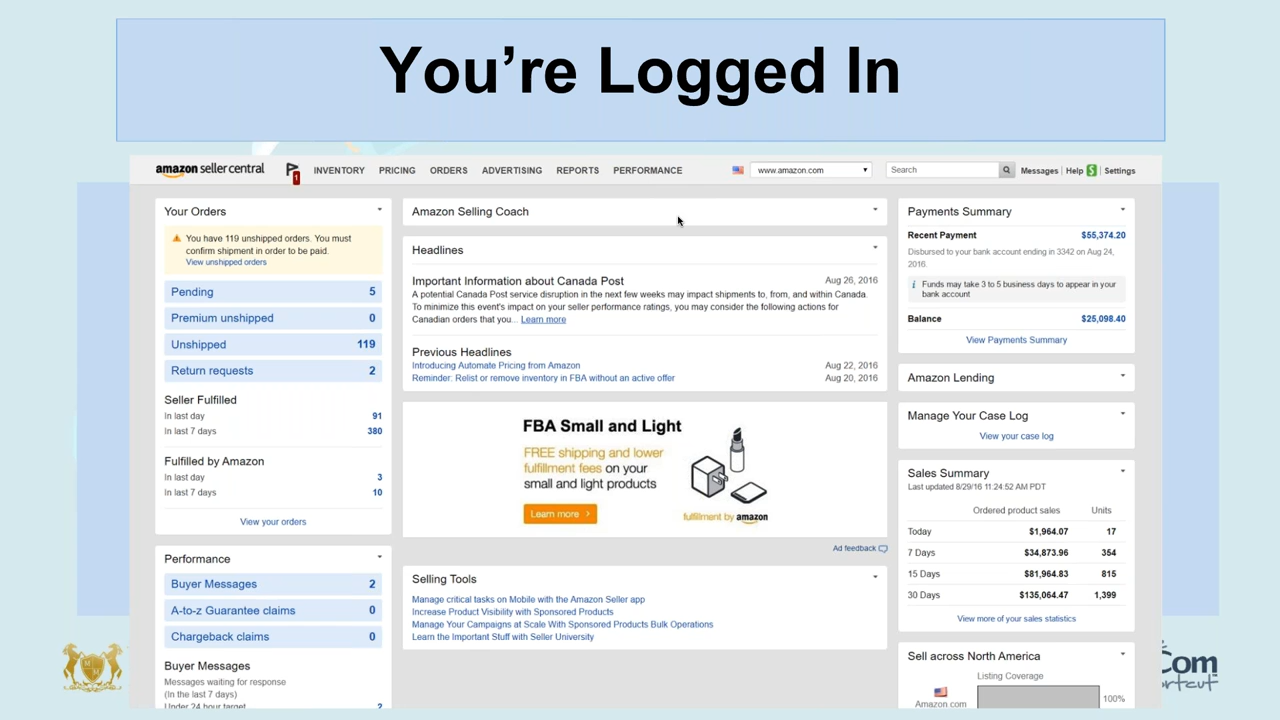 You're Logged In
amazon seller central
1
INVENTORY PRICING ORDERS ADVERTISING REPORTS PERFORMANCE
www.amazon.com
Search
Messages | Help $ | Settings
Your Orders
You have 119 unshipped orders. You must
confirm shipment in order to be paid.
View unshipped orders
Pending 5
Premium unshipped 0
Unshipped 119
Return requests 2
Seller Fulfilled
In last day 91
In last 7 days 380
Fulfilled by Amazon
In last day 3
In last 7 days 10
View your orders
Performance
Buyer Messages 2
A-to-z Guarantee claims 0
Chargeback claims 0
Buyer Messages
Messages waiting for response
(In the last 7 days)
Under 24 hour target 2
Amazon Selling Coach
Headlines
Important Information about Canada Post Aug 26, 2016
A potential Canada Post service disruption in the next few weeks may impact shipments to, from, and within Canada.
To minimize this event's impact on your seller performance ratings, you may consider the following actions for
Canadian orders that you... Learn more
Previous Headlines
Introducing Automate Pricing from Amazon Aug 22, 2016
Reminder: Relist or remove inventory in FBA without an active offer Aug 20, 2016
FBA Small and Light
FREE shipping and lower
fulfillment fees on your
small and light products
Learn more >
fulfillment by amazon
Ad feedback
Selling Tools
Manage critical tasks on Mobile with the Amazon Seller app
Increase Product Visibility with Sponsored Products
Manage Your Campaigns at Scale With Sponsored Products Bulk Operations
Learn the Important Stuff with Seller University
Payments Summary
Recent Payment $55,374.20
Disbursed to your bank account ending in 3342 on Aug 24,
2016.
Funds may take 3 to 5 business days to appear in your
bank account
Balance $25,098.40
View Payments Summary
Amazon Lending
Manage Your Case Log
View your case log
Sales Summary
Last updated 8/29/16 11:24:52 AM PDT
Ordered product sales Units
Today $1,964.07 17
7 Days $34,873.96 354
15 Days $81,964.83 815
30 Days $135,064.47 1,399
View more of your sales statistics
Sell across North America
Listing Coverage
Amazon.com 100%
Com
rtcut